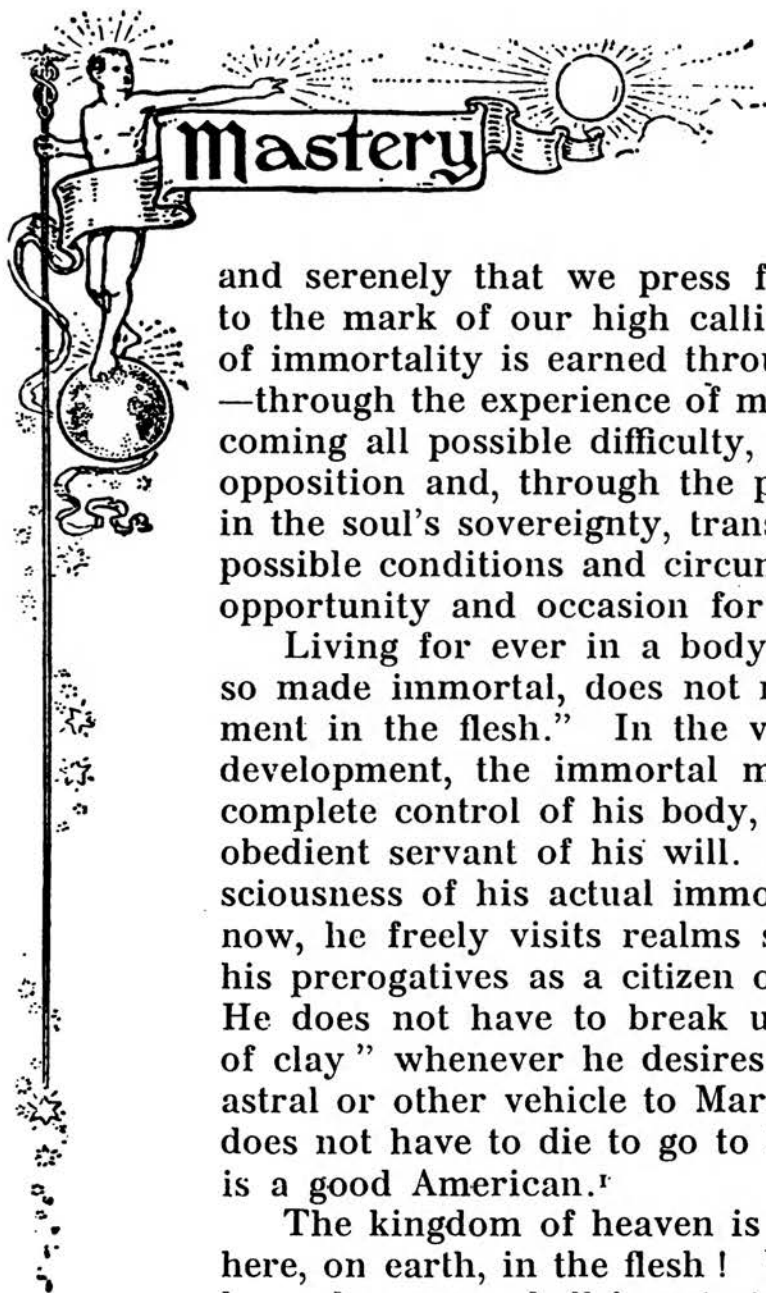 Mastery
and serenely that we press f
to the mark of our high calli
of immortality is earned throu
—through the experience of m
coming all possible difficulty,
opposition and, through the p
in the soul's sovereignty, trans
possible conditions and circum
opportunity and occasion for
Living for ever in a body
so made immortal, does not m
ment in the flesh." In the v
development, the immortal m
complete control of his body,
obedient servant of his will.
sciousness of his actual immo
now, he freely visits realms s
his prerogatives as a citizen o
He does not have to break u
of clay" whenever he desires
astral or other vehicle to Mar
does not have to die to go to
is a good American.¹
The kingdom of heaven is
here, on earth, in the flesh!